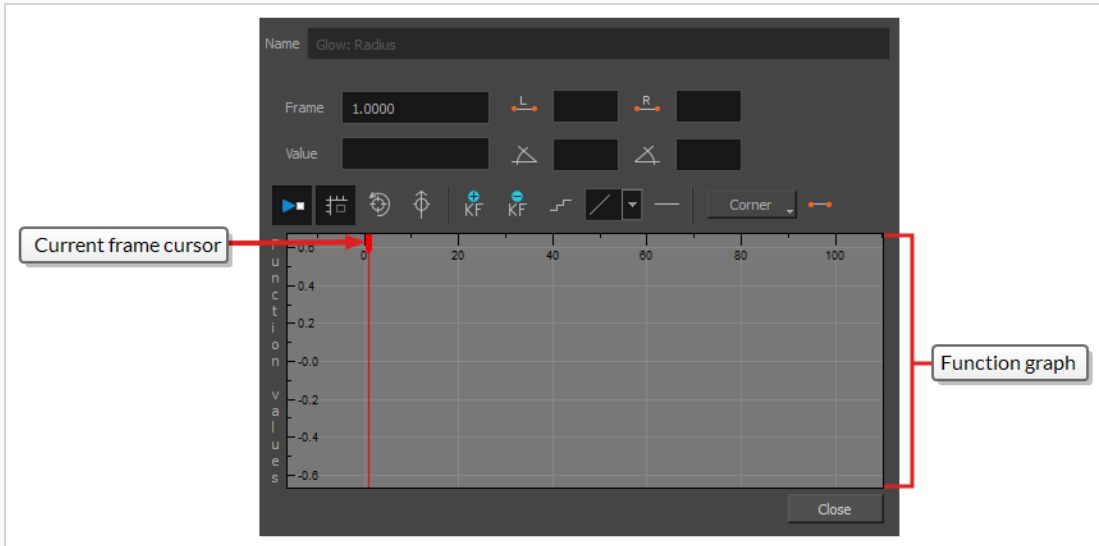 Name Glow: Radius
Frame 1.0000 L R
Value
KF KF Corner
Current frame cursor
Function values
0.6 0 20 40 60 80 100
0.4
0.2
-0.0
-0.2
-0.4
-0.6
Function graph
Close